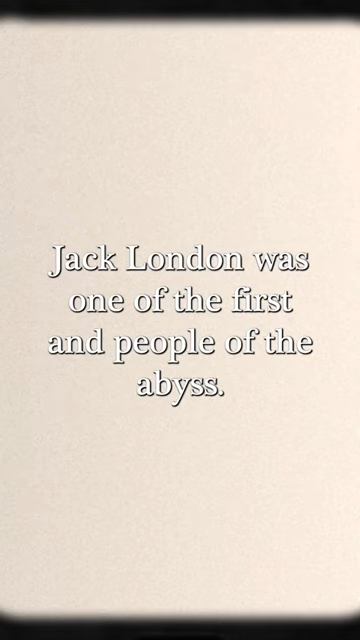 Jack London was
one of the first
and people of the
abyss.